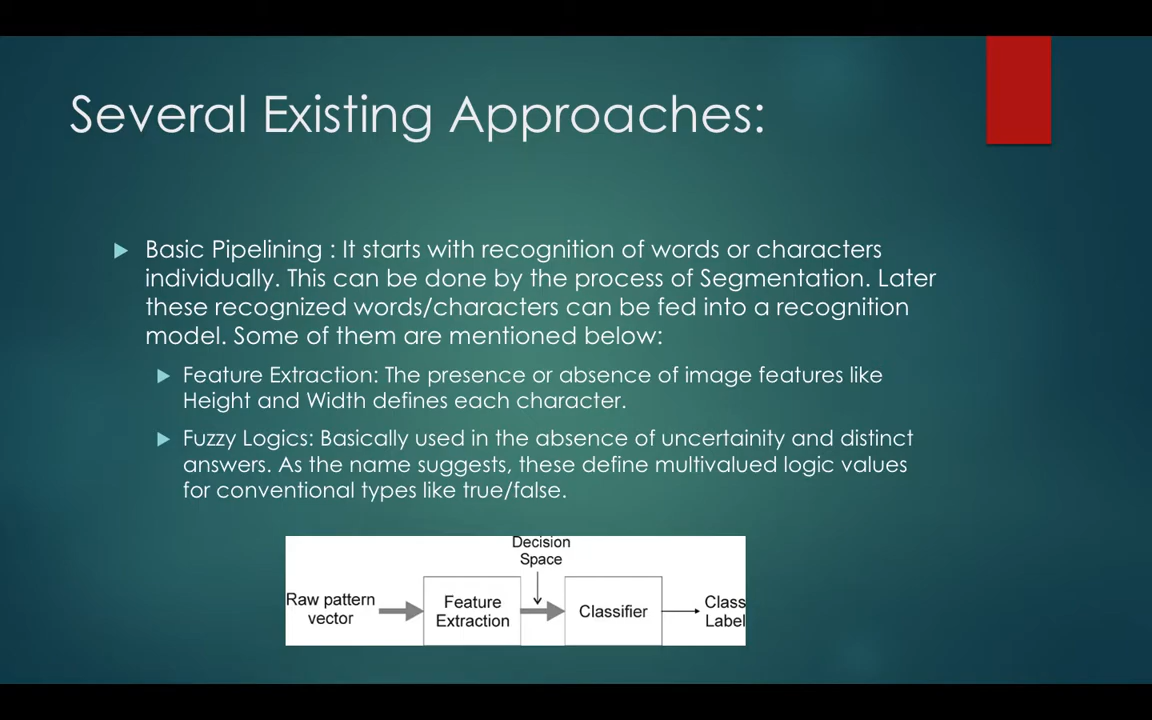 Several Existing Approaches:
Basic Pipelining : It starts with recognition of words or characters
individually. This can be done by the process of Segmentation. Later
these recognized words/characters can be fed into a recognition
model. Some of them are mentioned below:
Feature Extraction: The presence or absence of image features like
Height and Width defines each character.
Fuzzy Logics: Basically used in the absence of uncertainity and distinct
answers. As the name suggests, these define multivalued logic values
for conventional types like true/false.
Decision
Space
Raw pattern
vector
Feature
Extraction
Classifier
Class
Label